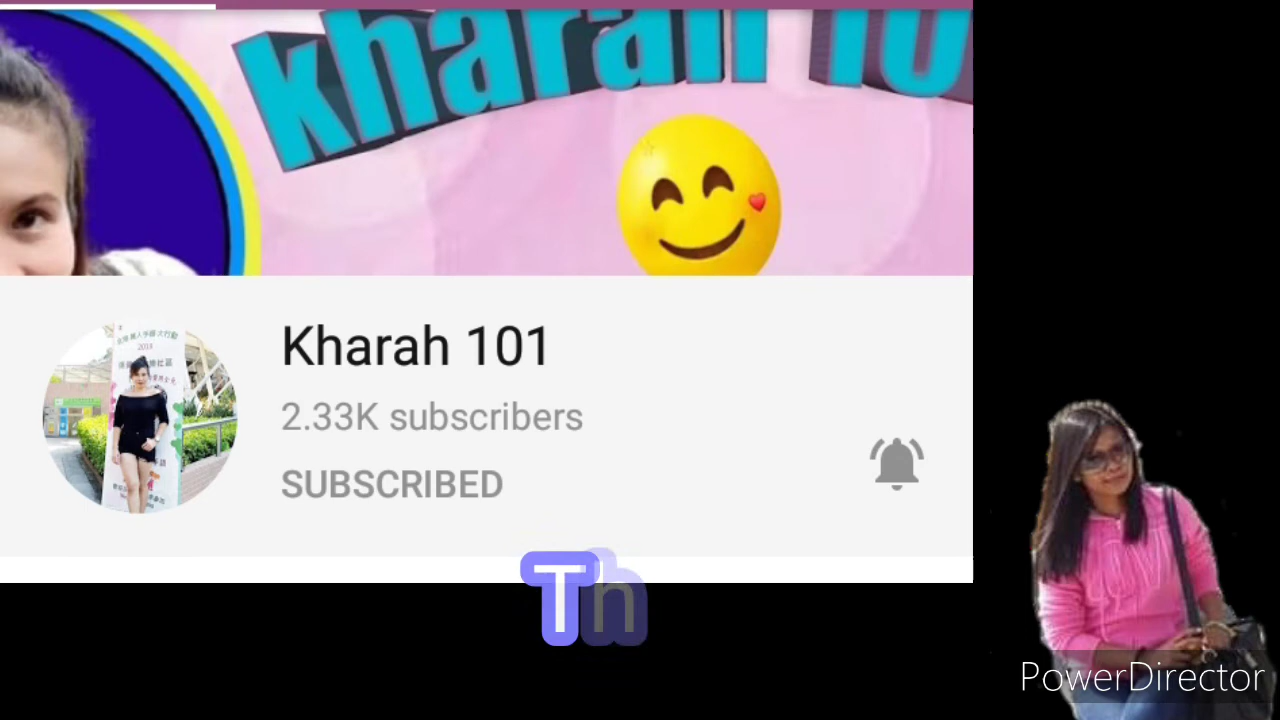 kharah 10
Kharah 101
2.33K subscribers
SUBSCRIBED
Th
PowerDirector